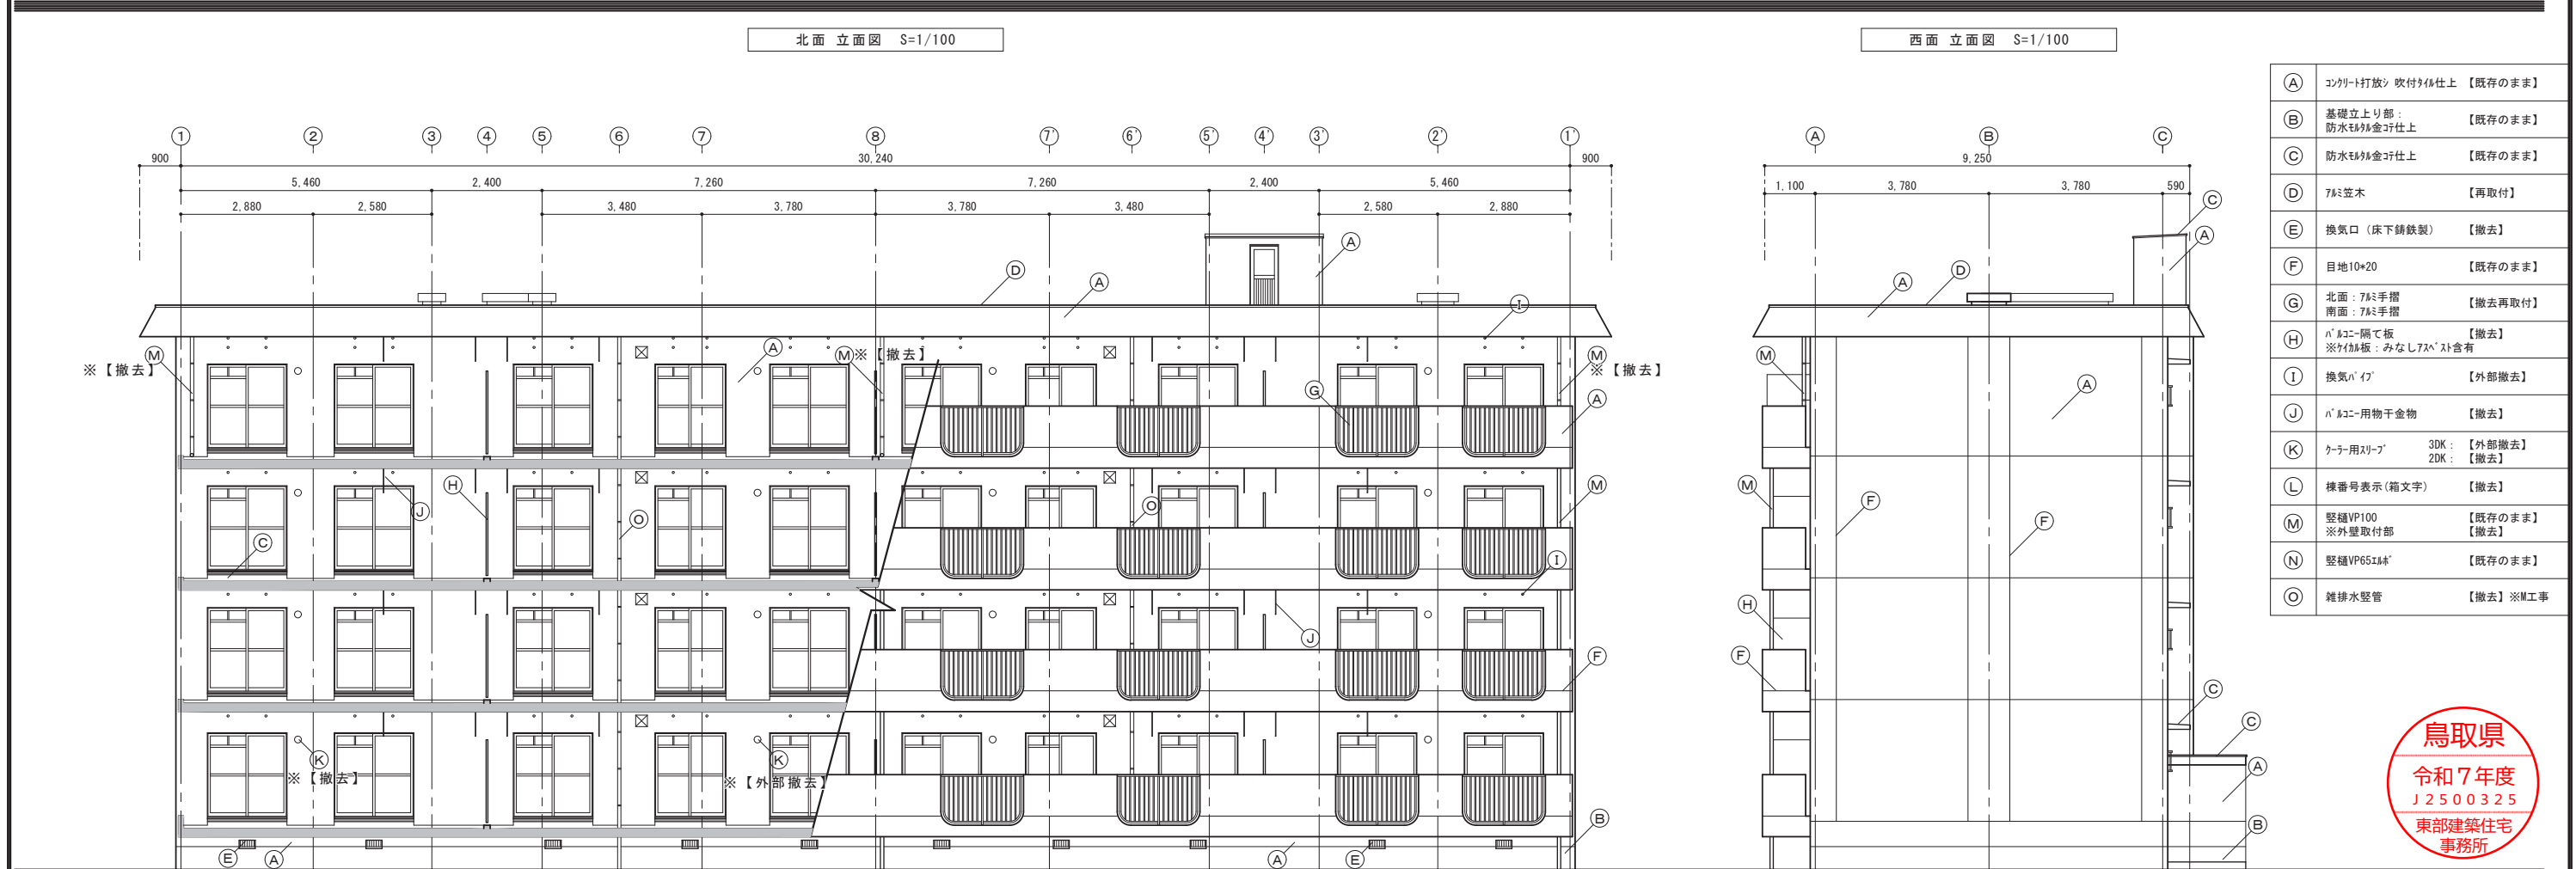 北面 立面図 S=1/100
西面 立面図 S=1/100
① ② ③ ④ ⑤ ⑥ ⑦ ⑧ 7' 6' 5' 4' 3' 2' 1'
900 30,240 900
5,460 2,400 7,260 7,260 2,400 5,460
2,880 2,580 3,480 3,780 3,780 3,480 2,580 2,880
A B C
9,250
1,100 3,780 3,780 590
D A A I
M ※【撤去】
A
M ※【撤去】
G
M ※【撤去】
A
J H O C
O M I
J F
K ※【撤去】
K ※【外部撤去】
E A A E B
C A A D
M A
M F F
H F
C C A B
A コンクリート打放シ 吹付タイル仕上 【既存のまま】
B 基礎立上り部:
防水モルタル金コテ仕上 【既存のまま】
C 防水モルタル金コテ仕上 【既存のまま】
D アルミ笠木 【再取付】
E 換気口(床下鋳鉄製) 【撤去】
F 目地10*20 【既存のまま】
G 北面:アルミ手摺
南面:アルミ手摺 【撤去再取付】
H バルコニー隔て板 【撤去】
※ケイカル板:みなしアスベスト含有
I 換気パイプ 【外部撤去】
J バルコニー用物干金物 【撤去】
K クーラー用スリーブ 3DK: 【外部撤去】
2DK: 【撤去】
L 棟番号表示(箱文字) 【撤去】
M 竪樋VP100 【既存のまま】
※外壁取付部 【撤去】
N 竪樋VP65エルボ 【既存のまま】
O 雑排水竪管 【撤去】※M工事
鳥取県
令和7年度
J2500325
東部建築住宅
事務所